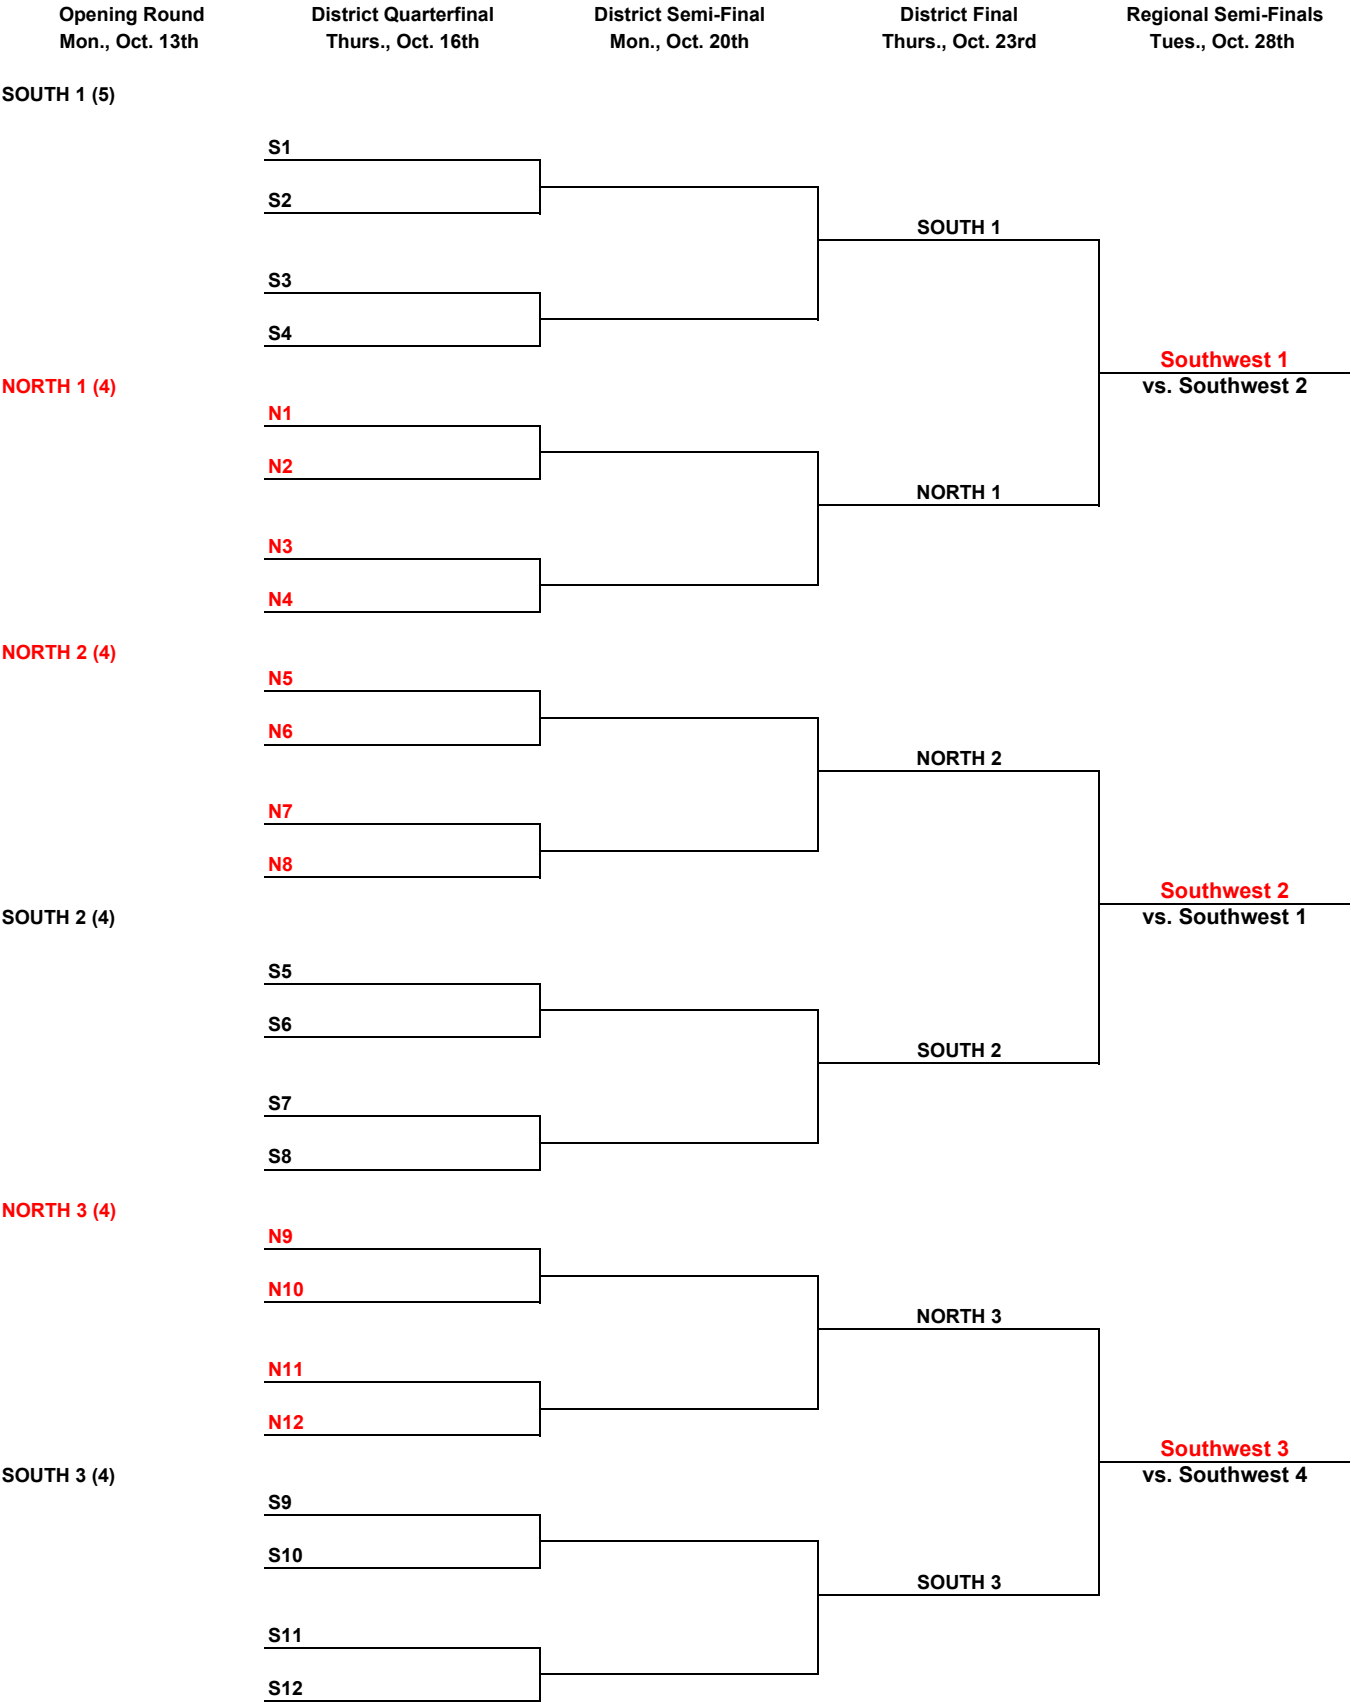 Opening Round District Quarterfinal District Semi-Final District Final Regional Semi-Finals
Mon., Oct. 13th Thurs., Oct. 16th Mon., Oct. 20th Thurs., Oct. 23rd Tues., Oct. 28th
SOUTH 1 (5)
S1
S2
SOUTH 1
S3
S4
Southwest 1
NORTH 1 (4) vs. Southwest 2
N1
N2
NORTH 1
N3
N4
NORTH 2 (4)
N5
N6
NORTH 2
N7
N8
Southwest 2
SOUTH 2 (4) vs. Southwest 1
S5
S6
SOUTH 2
S7
S8
NORTH 3 (4)
N9
N10
NORTH 3
N11
N12
Southwest 3
SOUTH 3 (4) vs. Southwest 4
S9
S10
SOUTH 3
S11
S12